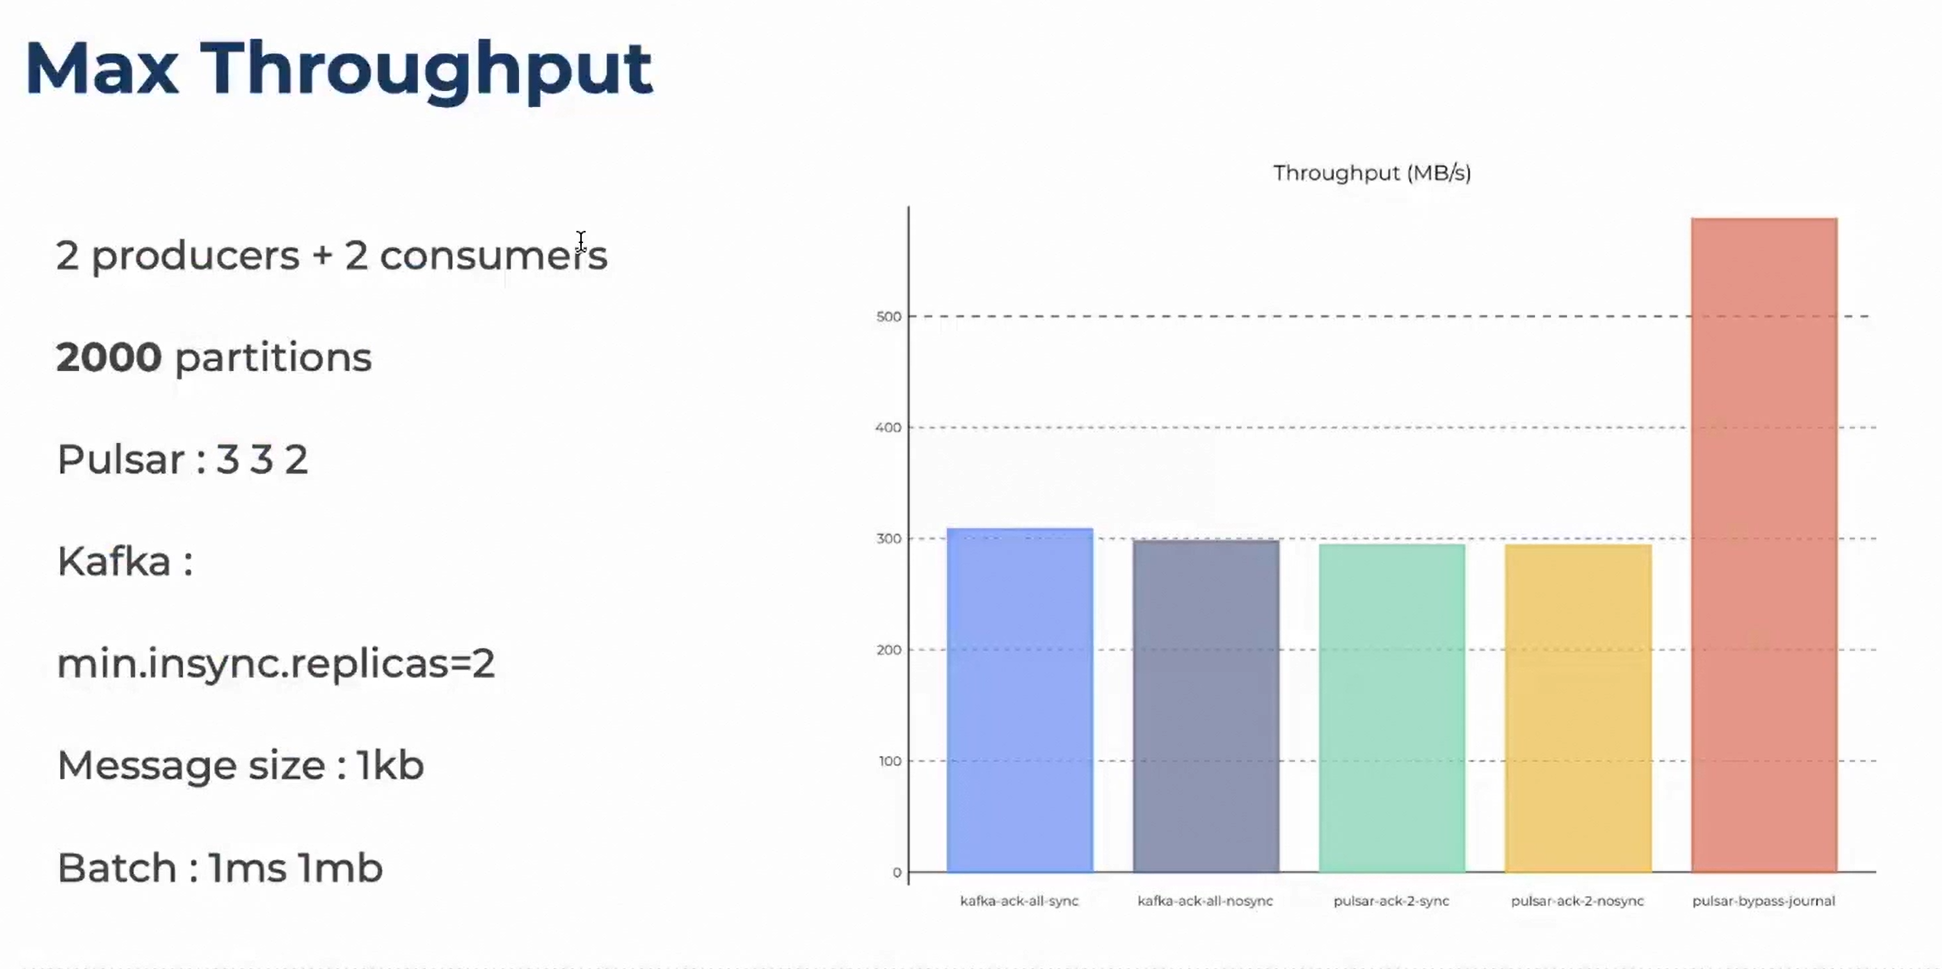 Max Throughput
2 producers + 2 consumers
2000 partitions
Pulsar : 3 3 2
Kafka :
min.insync.replicas=2
Message size : 1kb
Batch : 1ms 1mb
Throughput (MB/s)
500
400
300
200
100
0
kafka-ack-all-sync kafka-ack-all-nosync pulsar-ack-2-sync pulsar-ack-2-nosync pulsar-bypass-journal